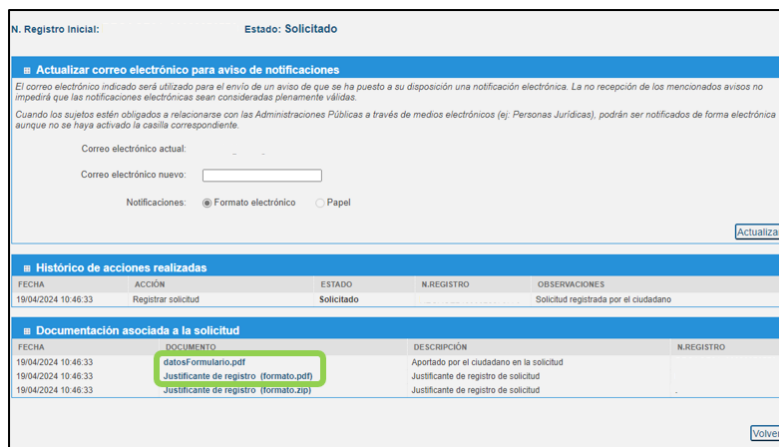 N. Registro Inicial: Estado: Solicitado
Actualizar correo electrónico para aviso de notificaciones
El correo electrónico indicado será utilizado para el envío de un aviso de que se ha puesto a su disposición una notificación electrónica. La no recepción de los mencionados avisos no
impedirá que las notificaciones electrónicas sean consideradas plenamente válidas.
Cuando los sujetos estén obligados a relacionarse con las Administraciones Públicas a través de medios electrónicos (ej: Personas Jurídicas), podrán ser notificados de forma electrónica
aunque no se haya activado la casilla correspondiente.
Correo electrónico actual:
Correo electrónico nuevo:
Notificaciones: Formato electrónico Papel
Actualizar
Histórico de acciones realizadas
FECHA ACCIÓN ESTADO N.REGISTRO OBSERVACIONES
19/04/2024 10:46:33 Registrar solicitud Solicitado Solicitud registrada por el ciudadano
Documentación asociada a la solicitud
FECHA DOCUMENTO DESCRIPCIÓN N.REGISTRO
19/04/2024 10:46:33 datosFormulario.pdf Aportado por el ciudadano en la solicitud
19/04/2024 10:46:33 Justificante de registro (formato.pdf) Justificante de registro de solicitud
19/04/2024 10:46:33 Justificante de registro (formato.zip) Justificante de registro de solicitud
Volver